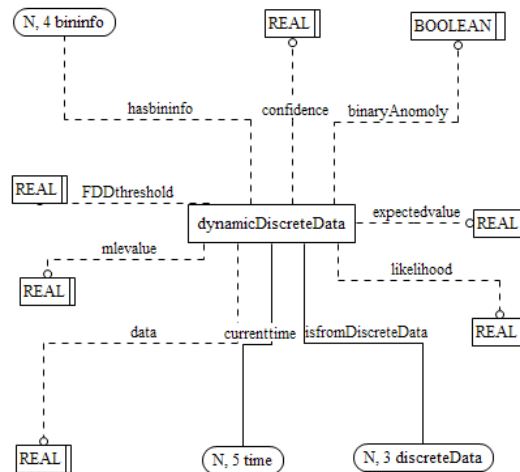 N, 4 bininfo
REAL
BOOLEAN
hasbininfo
confidence
binaryAnomoly
REAL
FDDthreshold
dynamicDiscreteData
expectedvalue
REAL
mlevalue
REAL
likelihood
REAL
data
currenttime
isfromDiscreteData
REAL
N, 5 time
N, 3 discreteData